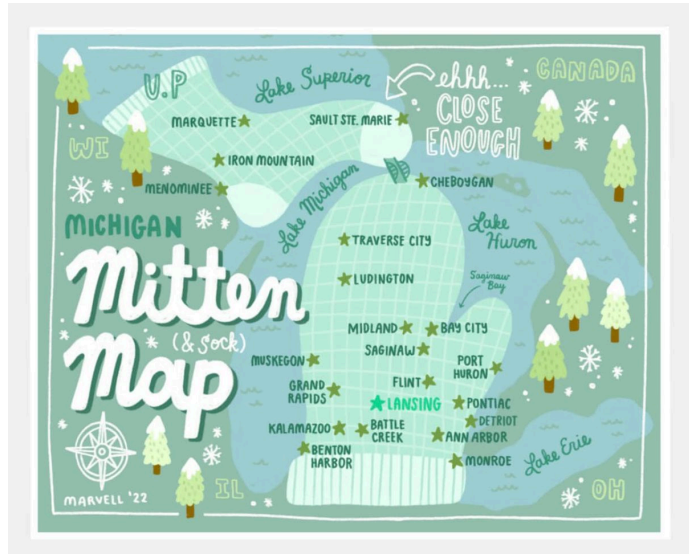 U.P
Lake Superior
ehhh...
CLOSE
ENOUGH
CANADA
MARQUETTE
SAULT STE. MARIE
WI
IRON MOUNTAIN
MENOMINEE
Lake Michigan
CHEBOYGAN
MICHIGAN
Mitten
(& Sock)
Map
TRAVERSE CITY
Lake
Huron
LUDINGTON
Saginaw
Bay
MIDLAND
BAY CITY
SAGINAW
MUSKEGON
PORT
HURON
GRAND
RAPIDS
FLINT
LANSING
PONTIAC
DETRIOT
KALAMAZOO
BATTLE
CREEK
ANN ARBOR
BENTON
HARBOR
MONROE
Lake Erie
MARVELL '22
IL
OH